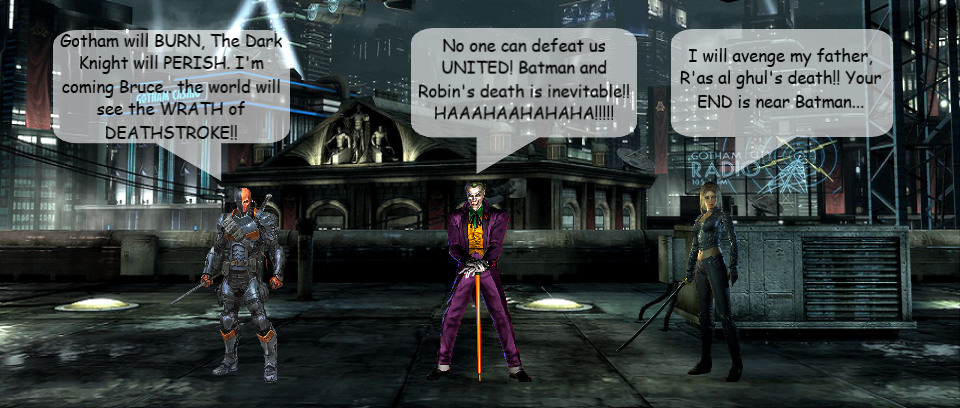 Gotham will BURN, The Dark
Knight will PERISH. I'm
coming Bruce.. the world will
see the WRATH of
DEATHSTROKE!!
No one can defeat us
UNITED! Batman and
Robin's death is inevitable!!
HAAAHAAHAHAHA!!!!!
I will avenge my father,
R'as al ghul's death!! Your
END is near Batman...
GOTHAM CASINO
GOTHAM
RADIO